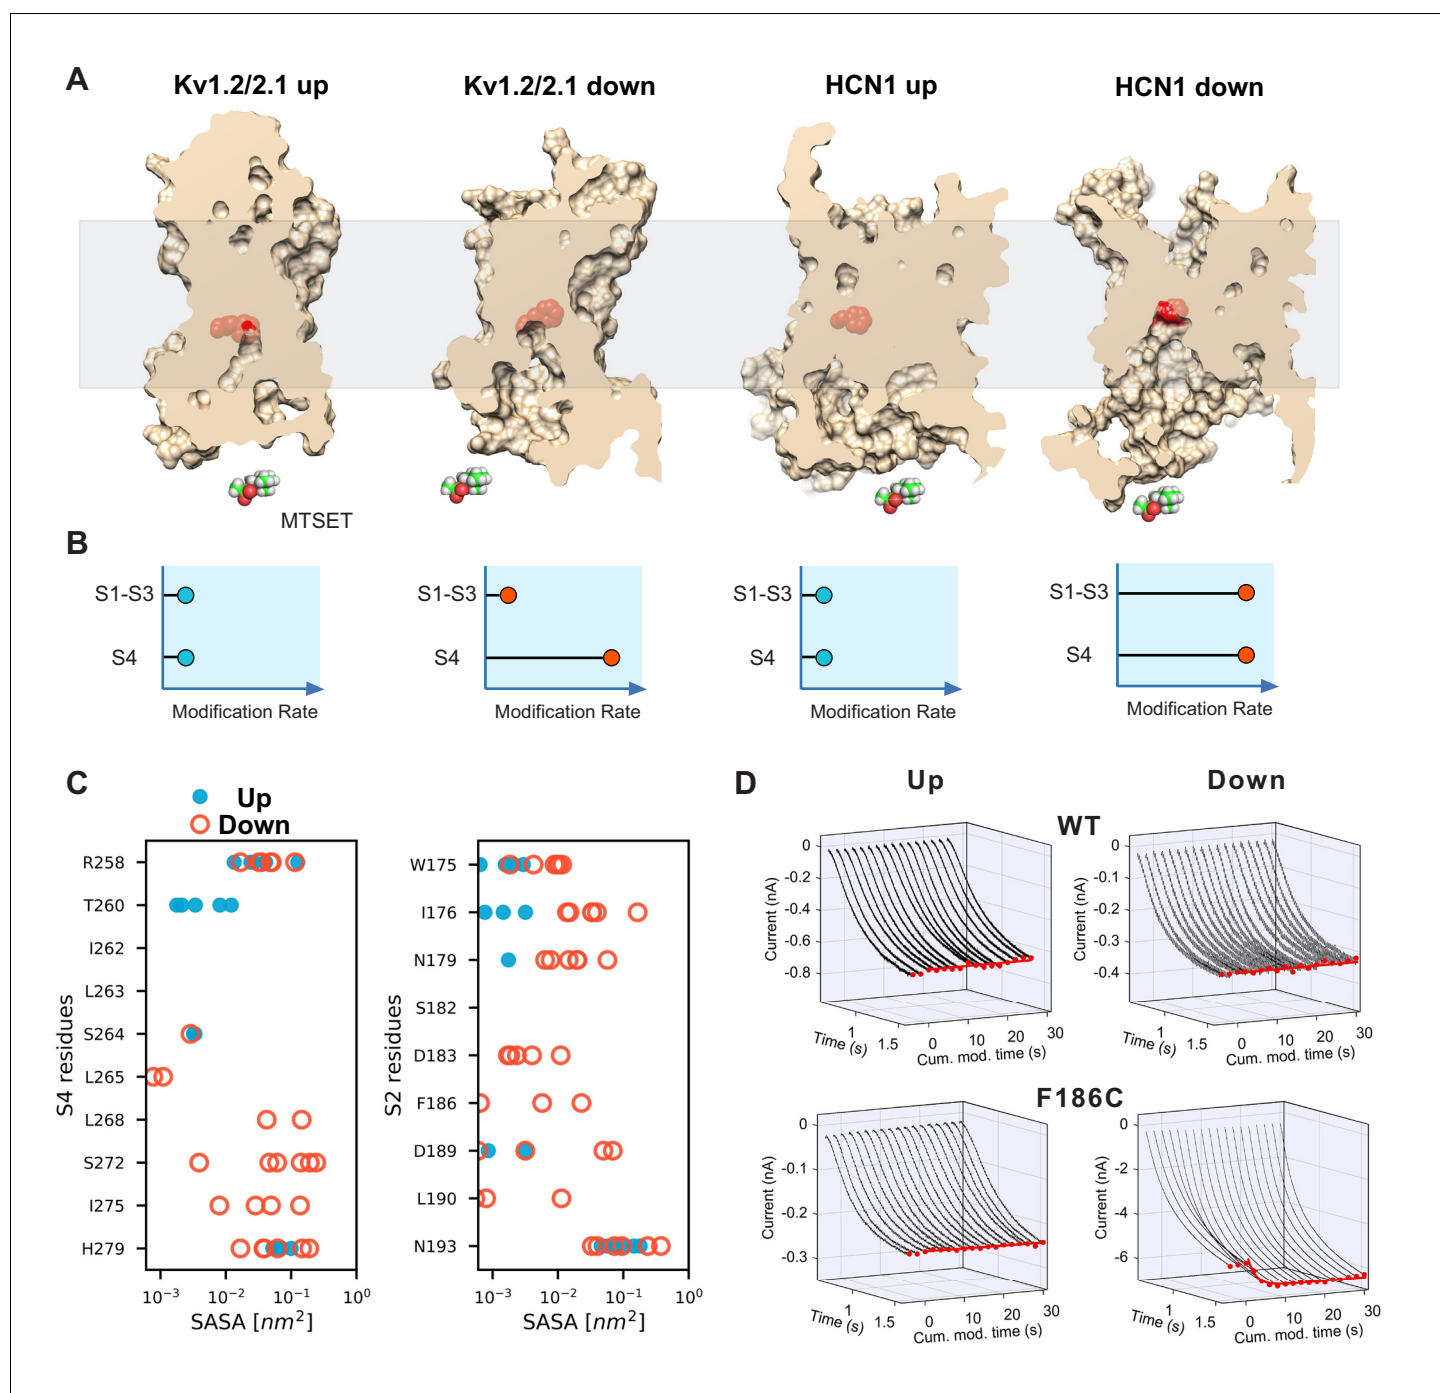 A
Kv1.2/2.1 up
Kv1.2/2.1 down
HCN1 up
HCN1 down
MTSET
B
S1-S3
S4
Modification Rate
S1-S3
S4
Modification Rate
S1-S3
S4
Modification Rate
S1-S3
S4
Modification Rate
C
Up
Down
S4 residues
R258
T260
I262
L263
S264
L265
L268
S272
I275
H279
10⁻³ 10⁻² 10⁻¹ 10⁰
SASA [nm²]
S2 residues
W175
I176
N179
S182
D183
F186
D189
L190
N193
10⁻³ 10⁻² 10⁻¹ 10⁰
SASA [nm²]
D
Up
Down
WT
Current (nA)
0
-0.2
-0.4
-0.6
-0.8
Time (s)
1
1.5
0 10 20 30
Cum. mod. time (s)
Current (nA)
0
-0.1
-0.2
-0.3
-0.4
Time (s)
1
1.5
0 10 20 30
Cum. mod. time (s)
F186C
Current (nA)
0
-0.1
-0.2
-0.3
Time (s)
1
1.5
0 10 20 30
Cum. mod. time (s)
Current (nA)
0
-2
-4
-6
Time (s)
1
1.5
0 10 20 30
Cum. mod. time (s)